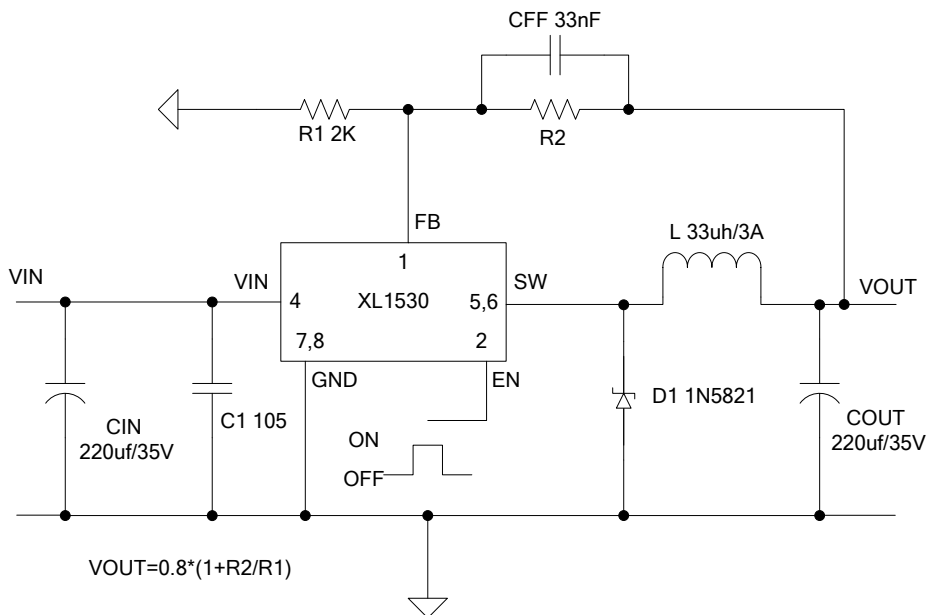 CFF 33nF
R1 2K
R2
FB
L 33uh/3A
VIN
VIN
1
SW
VOUT
4
XL1530
5,6
7,8
2
GND
EN
D1 1N5821
CIN
220uf/35V
C1 105
COUT
220uf/35V
ON
OFF
VOUT=0.8*(1+R2/R1)